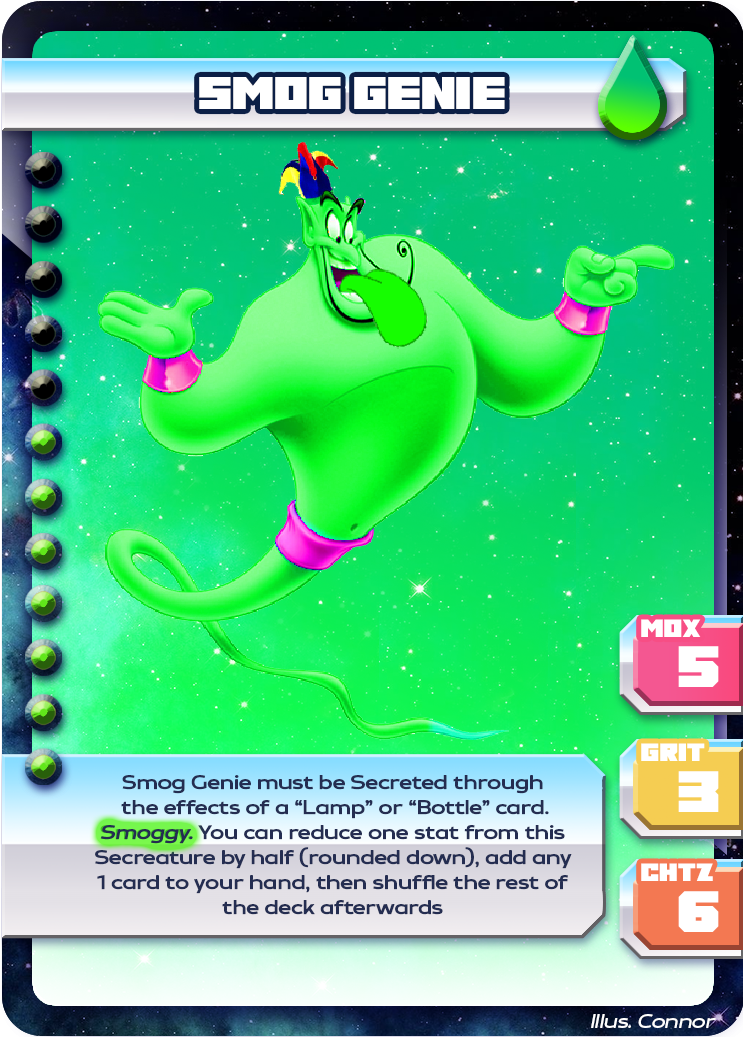 SMOG GENIE
MOX
5
GRIT
3
CHTZ
6
Smog Genie must be Secreted through
the effects of a “Lamp” or “Bottle” card.
Smoggy. You can reduce one stat from this
Secreature by half (rounded down), add any
1 card to your hand, then shuffle the rest of
the deck afterwards
Illus. Connor